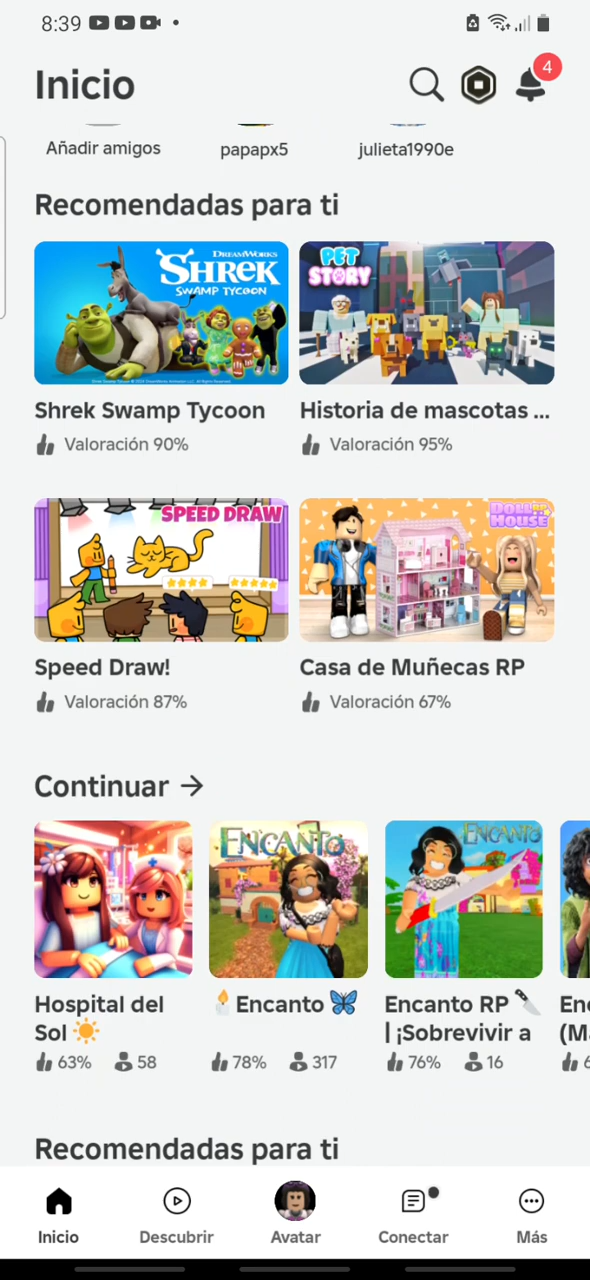 8:39
Inicio
4
Añadir amigos
papapx5
julieta1990e
Recomendadas para ti
DREAMWORKS
SHREK
SWAMP TYCOON
PET
STORY
Shrek Swamp Tycoon
Historia de mascotas ...
Valoración 90%
Valoración 95%
SPEED DRAW
DOLL RP
HOUSE
Speed Draw!
Casa de Muñecas RP
Valoración 87%
Valoración 67%
Continuar →
ENCANTO
ENCANTO
Hospital del
Sol ☀️
🕯️Encanto 🦋
Encanto RP 🔪
| ¡Sobrevivir a
63%
58
78%
317
76%
16
Recomendadas para ti
Inicio
Descubrir
Avatar
Conectar
Más